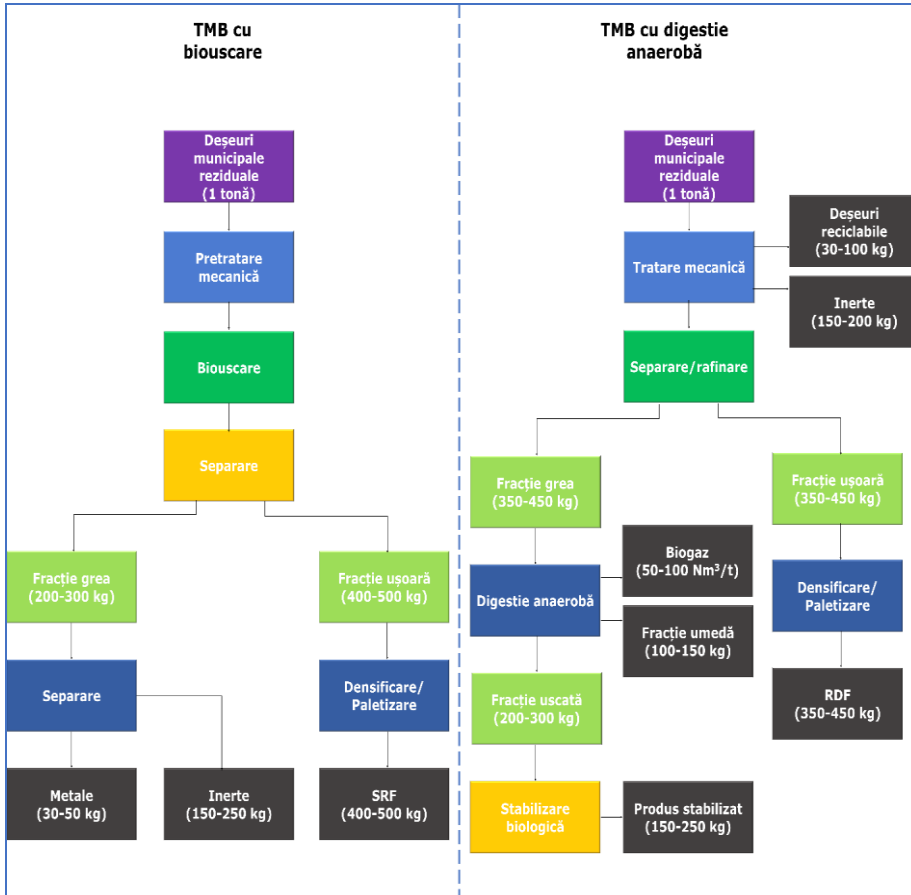 TMB cu
biouscare
Deșeuri
municipale
reziduale
(1 tonă)
Pretratare
mecanică
Biouscare
Separare
Fracție grea
(200-300 kg)
Fracție ușoară
(400-500 kg)
Separare
Densificare/
Paletizare
Metale
(30-50 kg)
Inerte
(150-250 kg)
SRF
(400-500 kg)
TMB cu digestie
anaerobă
Deșeuri
municipale
reziduale
(1 tonă)
Tratare mecanică
Deșeuri
reciclabile
(30-100 kg)
Inerte
(150-200 kg)
Separare/rafinare
Fracție grea
(350-450 kg)
Fracție ușoară
(350-450 kg)
Digestie anaerobă
Biogaz
(50-100 Nm³/t)
Fracție umedă
(100-150 kg)
Densificare/
Paletizare
Fracție uscată
(200-300 kg)
RDF
(350-450 kg)
Stabilizare
biologică
Produs stabilizat
(150-250 kg)